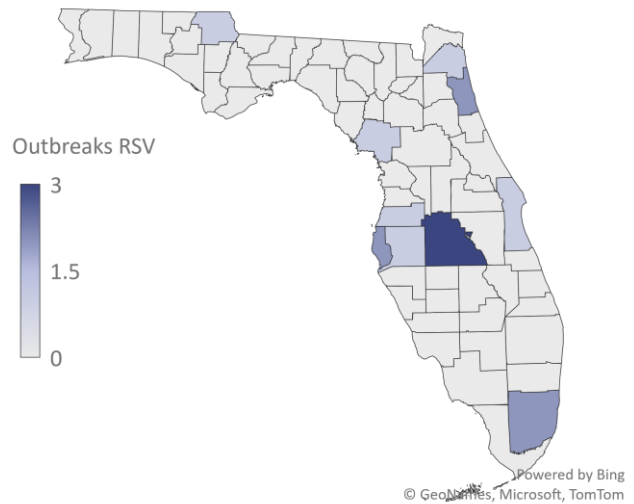 Outbreaks RSV
3
1.5
0
Powered by Bing
© GeoNames, Microsoft, TomTom